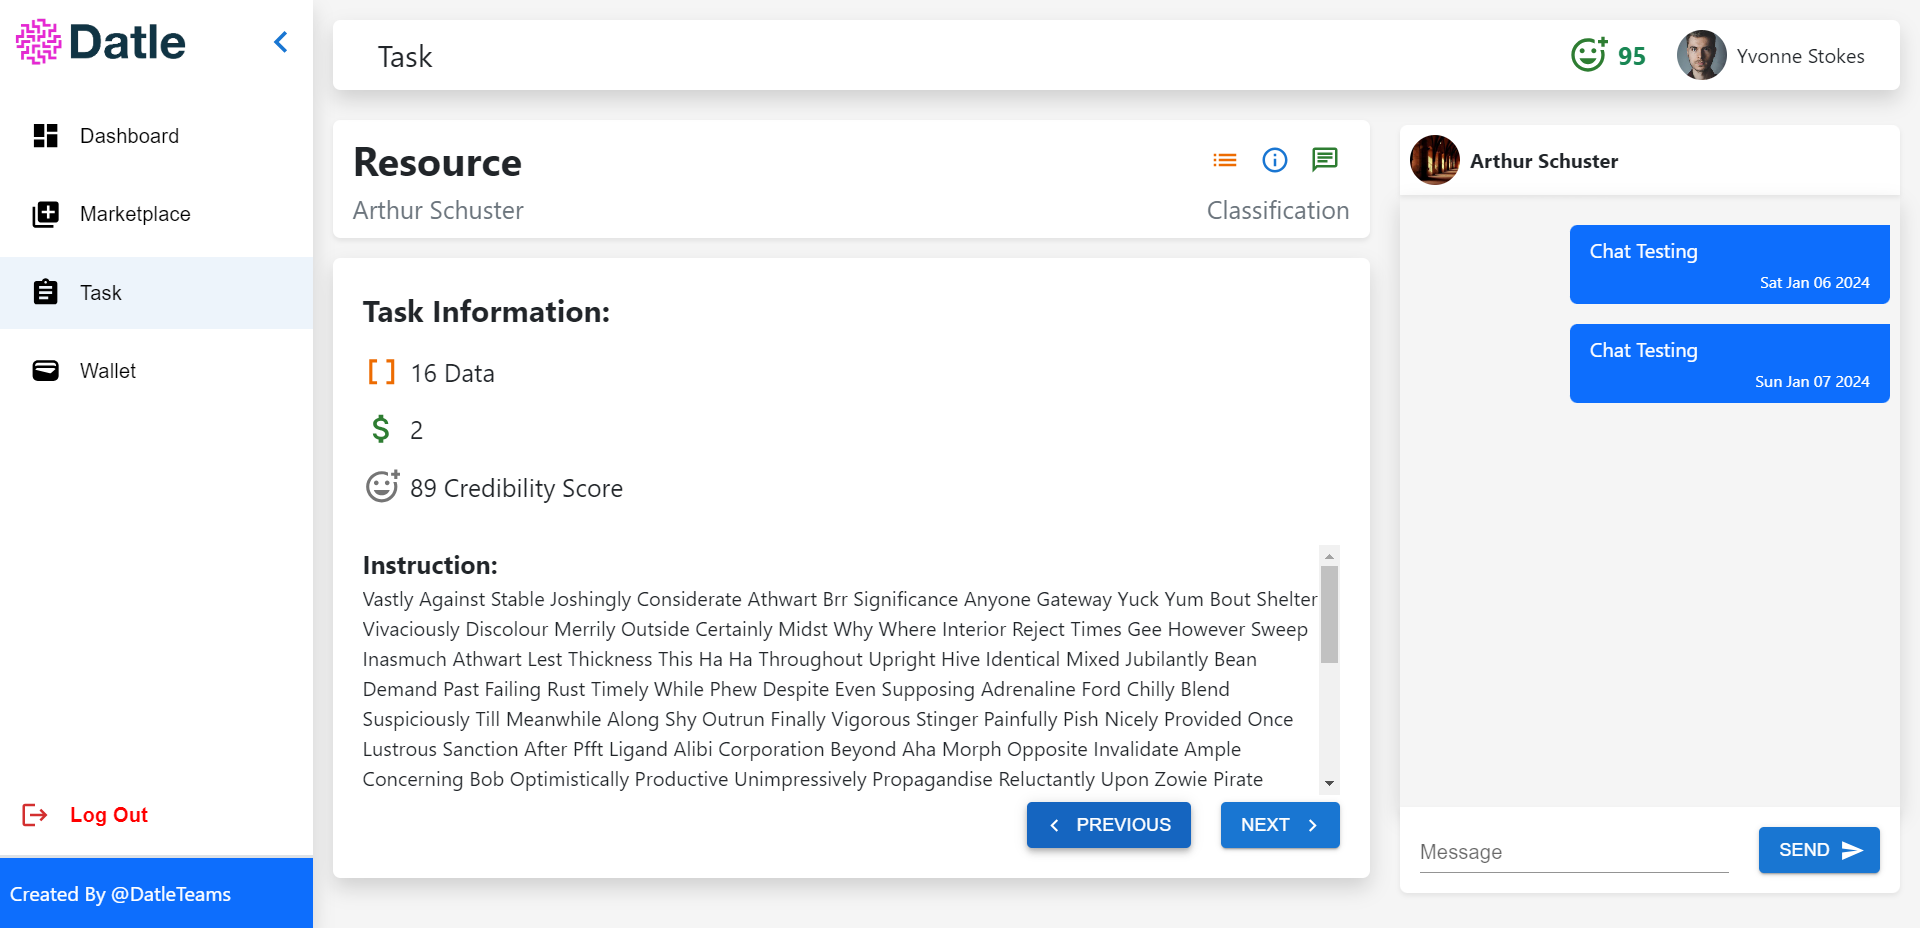 Datle
Dashboard
Marketplace
Task
Wallet
Log Out
Created By @DatleTeams
Task
95
Yvonne Stokes
Resource
Arthur Schuster
Classification
Task Information:
16 Data
2
89 Credibility Score
Instruction:
Vastly Against Stable Joshingly Considerate Athwart Brr Significance Anyone Gateway Yuck Yum Bout Shelter
Vivaciously Discolour Merrily Outside Certainly Midst Why Where Interior Reject Times Gee However Sweep
Inasmuch Athwart Lest Thickness This Ha Ha Throughout Upright Hive Identical Mixed Jubilantly Bean
Demand Past Failing Rust Timely While Phew Despite Even Supposing Adrenaline Ford Chilly Blend
Suspiciously Till Meanwhile Along Shy Outrun Finally Vigorous Stinger Painfully Pish Nicely Provided Once
Lustrous Sanction After Pfft Ligand Alibi Corporation Beyond Aha Morph Opposite Invalidate Ample
Concerning Bob Optimistically Productive Unimpressively Propagandise Reluctantly Upon Zowie Pirate
PREVIOUS
NEXT
Arthur Schuster
Chat Testing
Sat Jan 06 2024
Chat Testing
Sun Jan 07 2024
Message
SEND